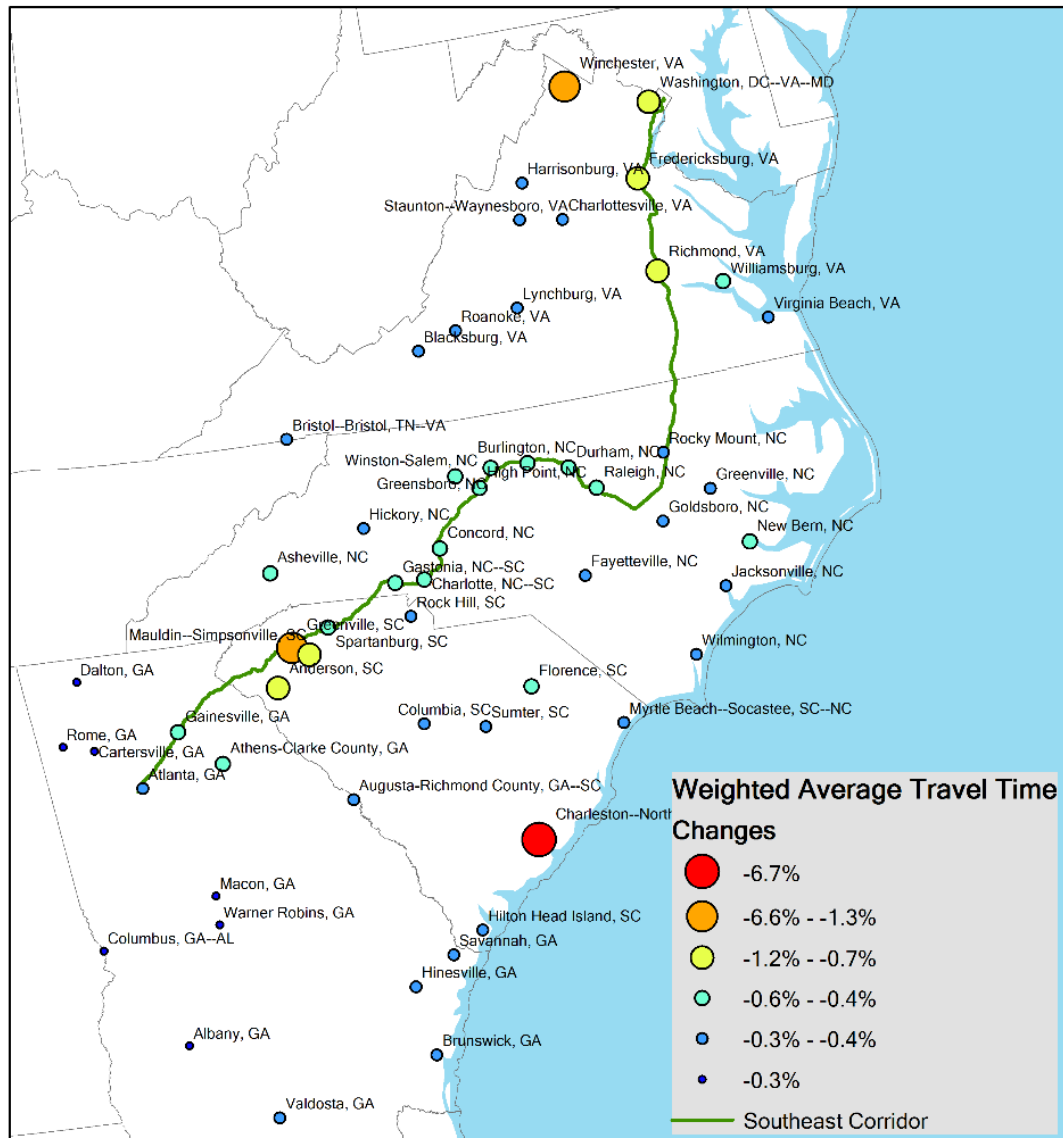 Winchester, VA
Washington, DC--VA--MD
Fredericksburg, VA
Harrisonburg, VA
Staunton--Waynesboro, VA
Charlottesville, VA
Richmond, VA
Williamsburg, VA
Lynchburg, VA
Virginia Beach, VA
Roanoke, VA
Blacksburg, VA
Bristol--Bristol, TN--VA
Burlington, NC
Durham, NC
Rocky Mount, NC
Winston-Salem, NC
High Point, NC
Raleigh, NC
Greenville, NC
Greensboro, NC
Goldsboro, NC
Hickory, NC
New Bern, NC
Concord, NC
Asheville, NC
Gastonia, NC--SC
Fayetteville, NC
Jacksonville, NC
Charlotte, NC--SC
Rock Hill, SC
Greenville, SC
Mauldin--Simpsonville, SC
Spartanburg, SC
Wilmington, NC
Anderson, SC
Dalton, GA
Florence, SC
Gainesville, GA
Columbia, SC
Sumter, SC
Myrtle Beach--Socastee, SC--NC
Rome, GA
Cartersville, GA
Athens-Clarke County, GA
Atlanta, GA
Augusta-Richmond County, GA--SC
Charleston--North
Macon, GA
Warner Robins, GA
Hilton Head Island, SC
Columbus, GA--AL
Savannah, GA
Hinesville, GA
Albany, GA
Brunswick, GA
Valdosta, GA
Weighted Average Travel Time
Changes
-6.7%
-6.6% - -1.3%
-1.2% - -0.7%
-0.6% - -0.4%
-0.3% - -0.4%
-0.3%
Southeast Corridor